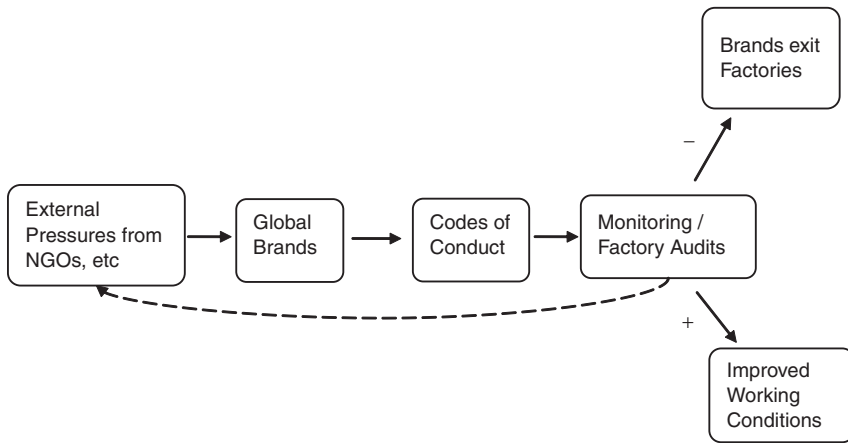 Brands exit
Factories
–
External
Pressures from
NGOs, etc
Global
Brands
Codes of
Conduct
Monitoring /
Factory Audits
+
Improved
Working
Conditions